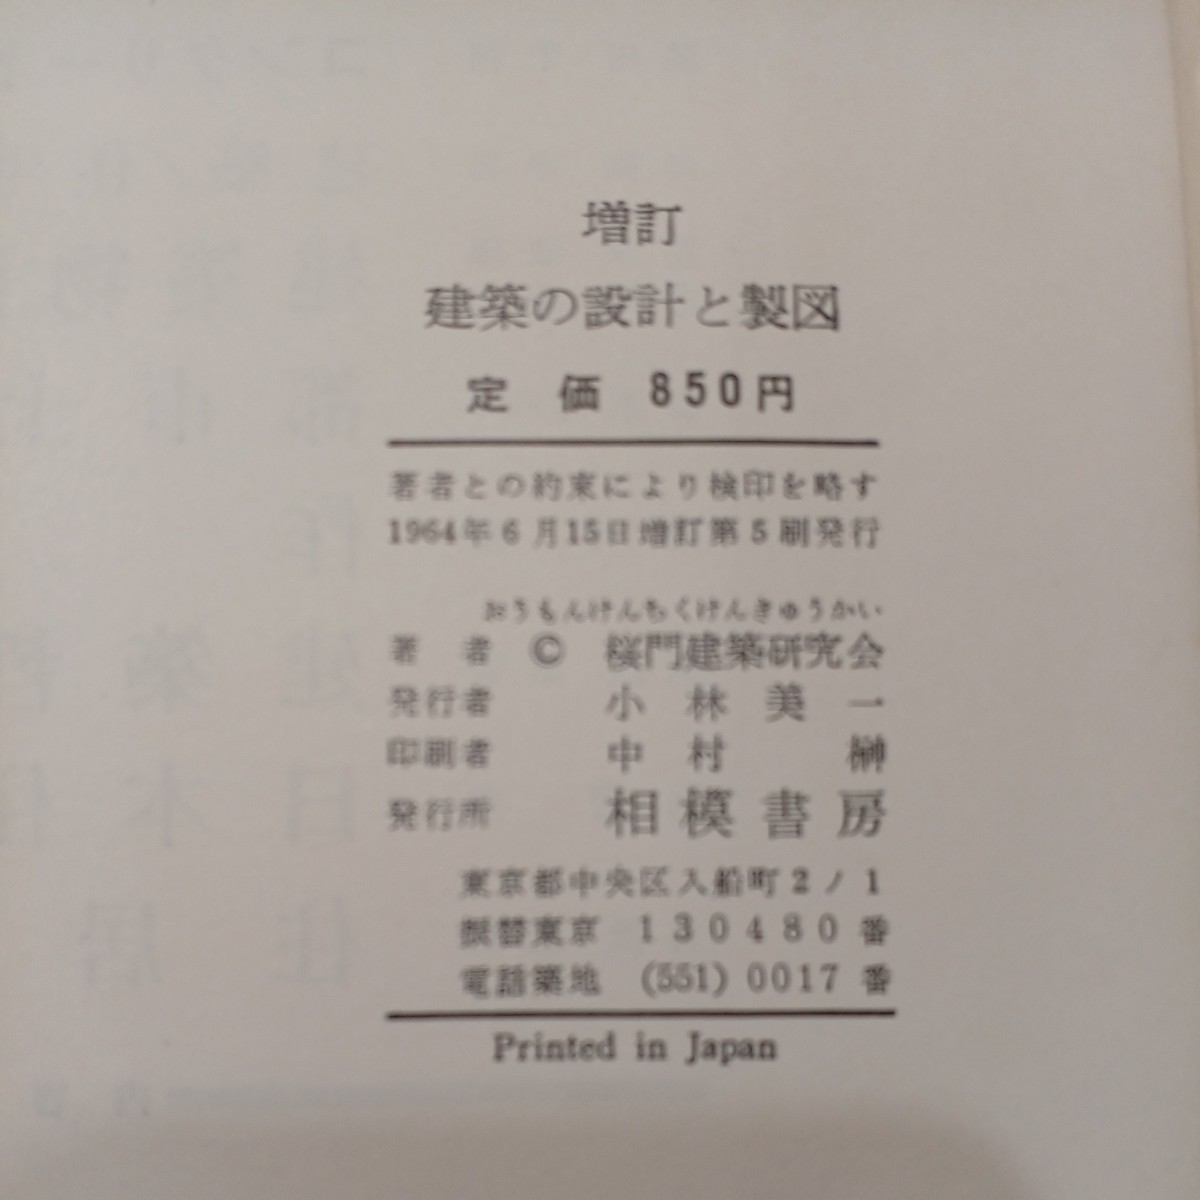 増訂
建築の設計と製図
定価 850円
著者との約束により検印を略す
1964年6月15日増訂第5刷発行
おうもんけんちくけんきゅうかい
著者 © 桜門建築研究会
発行者 小林美一
印刷者 中村 榊
発行所 相模書房
東京都中央区入船町2ノ1
振替東京 130480番
電話築地 (551)0017番
Printed in Japan